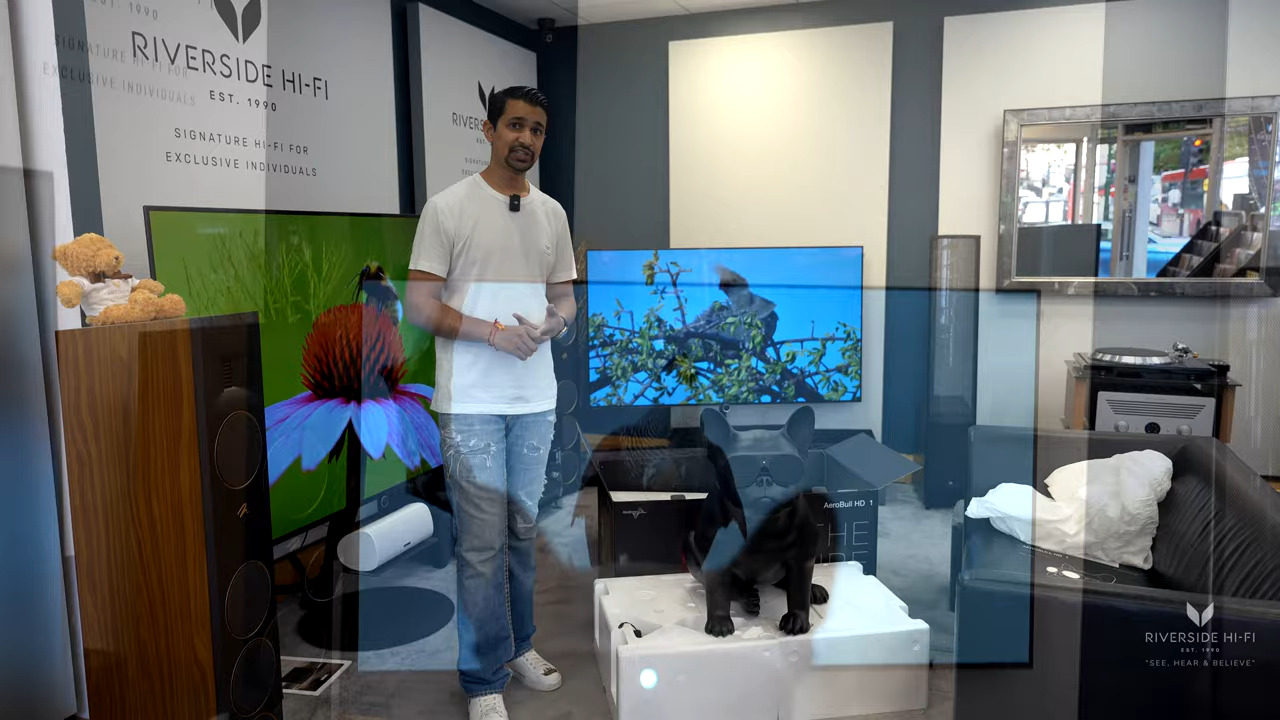 EST. 1990
SIGNATURE HI-FI FOR
EXCLUSIVE INDIVIDUALS
RIVERSIDE HI-FI
EST. 1990
SIGNATURE HI-FI FOR
EXCLUSIVE INDIVIDUALS
AeroBull HD 1
THE
RIVERSIDE HI-FI
EST. 1990
"SEE, HEAR & BELIEVE"